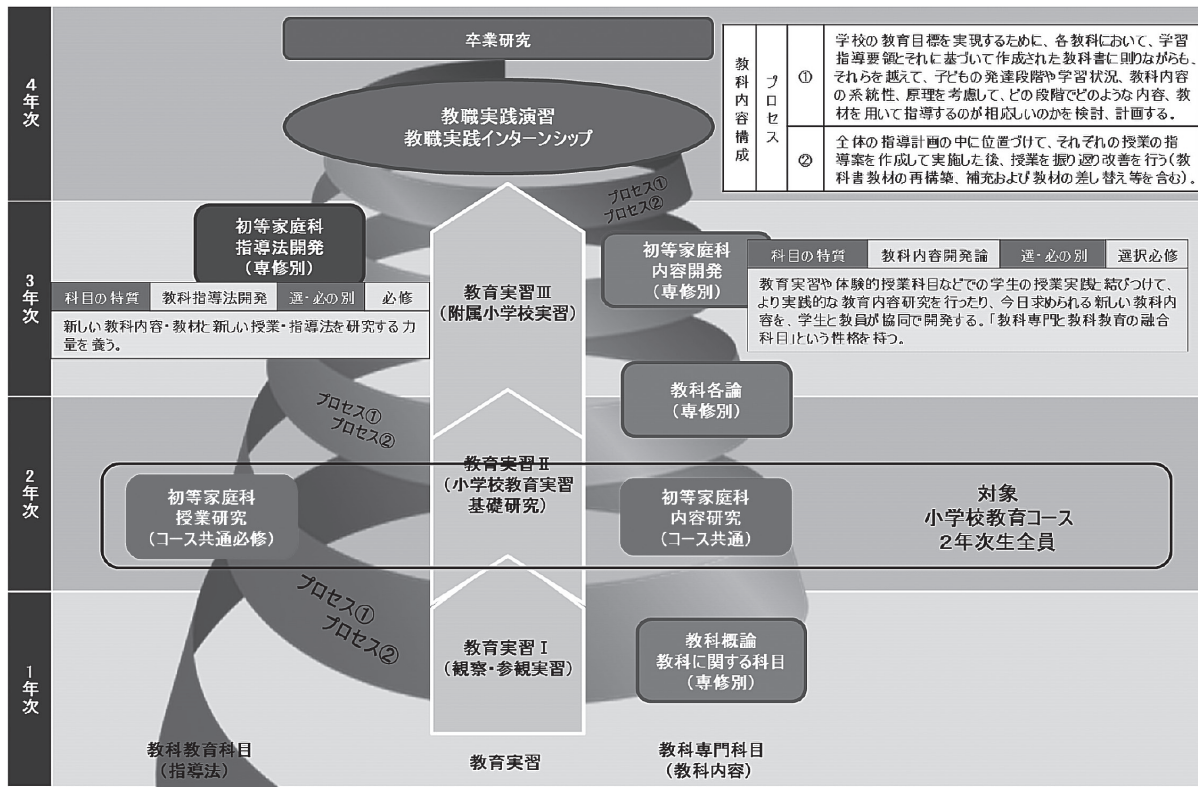 4年次
3年次
2年次
1年次
卒業研究
教職実践演習
教職実践インターンシップ
教科内容構成
プロセス
①
学校の教育目標を実現するために、各教科において、学習
指導要領とそれに基づいて作成された教科書に則りながらも、
それらを越えて、子どもの発達段階や学習状況、教科内容
の系統性、原理を考慮して、どの段階でどのような内容、教
材を用いて指導するのが相応しいのかを検討、計画する。
②
全体の指導計画の中に位置づけて、それぞれの授業の指
導案を作成して実施した後、授業を振り返り改善を行う(教
科書教材の再構築、補充および教材の差し替え等を含む)。
プロセス①
プロセス②
初等家庭科
指導法開発
(専修別)
科目の特質 教科指導法開発 選・必の別 必修
新しい教科内容・教材と新しい授業・指導法を研究する力
量を養う。
教育実習Ⅲ
(附属小学校実習)
初等家庭科
内容開発
(専修別)
科目の特質 教科内容開発論 選・必の別 選択必修
教育実習や体験的授業科目などでの学生の授業実践と結びつけて、
より実践的な教育内容研究を行ったり、今日求められる新しい教科内
容を、学生と教員が協同で開発する。「教科専門と教科教育の融合
科目」という性格を持つ。
教科各論
(専修別)
プロセス①
プロセス②
初等家庭科
授業研究
(コース共通必修)
教育実習Ⅱ
(小学校教育実習
基礎研究)
初等家庭科
内容研究
(コース共通)
対象
小学校教育コース
2年次生全員
プロセス①
プロセス②
教育実習Ⅰ
(観察・参観実習)
教科概論
教科に関する科目
(専修別)
教科教育科目
(指導法)
教育実習
教科専門科目
(教科内容)